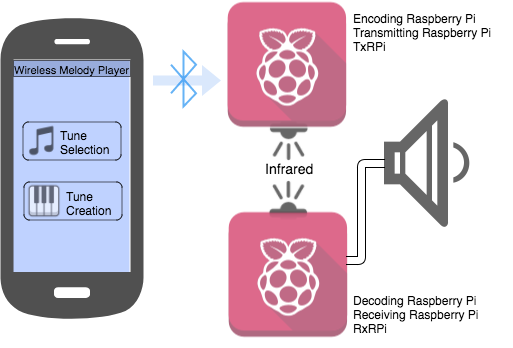 Wireless Melody Player
Tune
Selection
Tune
Creation
Encoding Raspberry Pi
Transmitting Raspberry Pi
TxRPi
Infrared
Decoding Raspberry Pi
Receiving Raspberry Pi
RxRPi